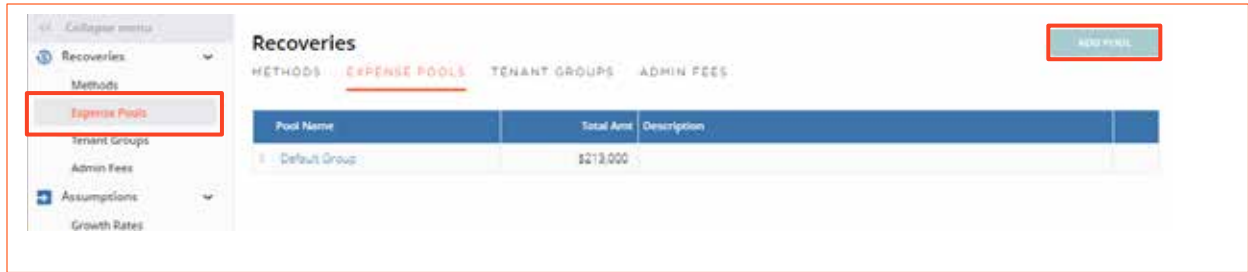 Collapse menu
Recoveries
Methods
Expense Pools
Tenant Groups
Admin Fees
Assumptions
Growth Rates
Recoveries
ADD POOL
METHODS EXPENSE POOLS TENANT GROUPS ADMIN FEES
Pool Name Total Amt Description
Default Group $213,000